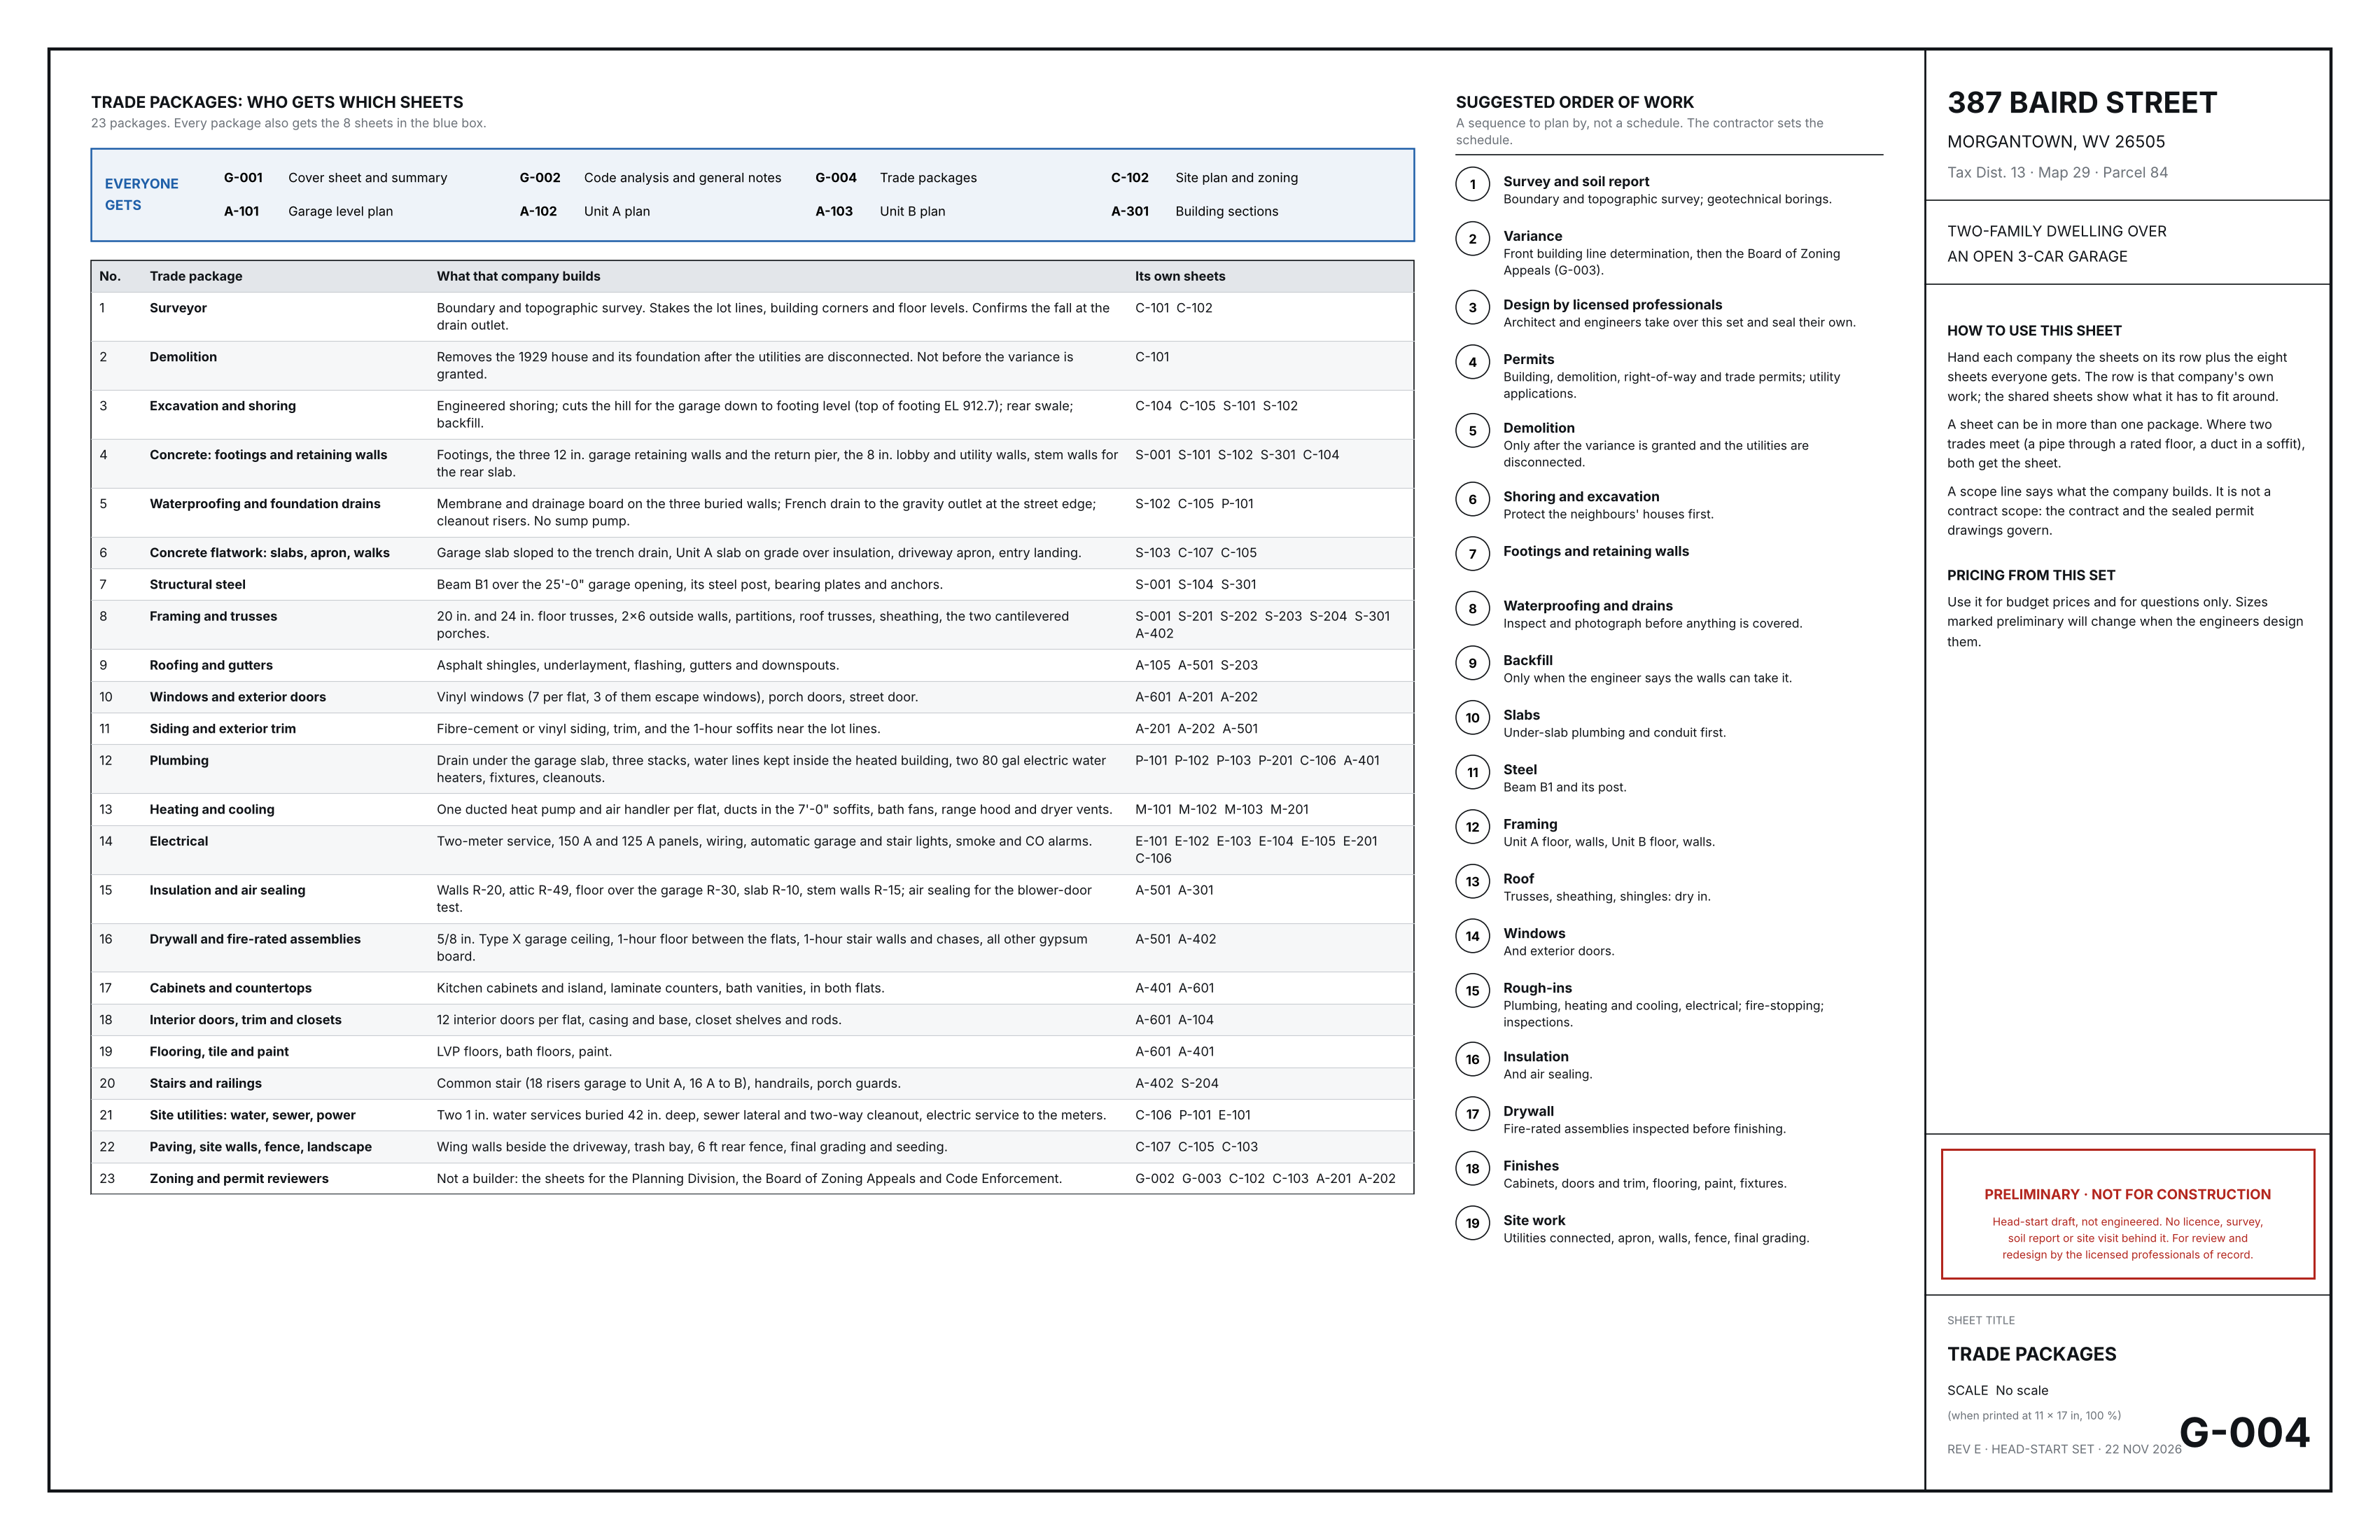 TRADE PACKAGES: WHO GETS WHICH SHEETS
23 packages. Every package also gets the 8 sheets in the blue box.
EVERYONE
GETS
G-001 Cover sheet and summary
G-002 Code analysis and general notes
G-004 Trade packages
C-102 Site plan and zoning
A-101 Garage level plan
A-102 Unit A plan
A-103 Unit B plan
A-301 Building sections
No. Trade package What that company builds Its own sheets
1 Surveyor Boundary and topographic survey. Stakes the lot lines, building corners and floor levels. Confirms the fall at the C-101 C-102
drain outlet.
2 Demolition Removes the 1929 house and its foundation after the utilities are disconnected. Not before the variance is C-101
granted.
3 Excavation and shoring Engineered shoring; cuts the hill for the garage down to footing level (top of footing EL 912.7); rear swale; C-104 C-105 S-101 S-102
backfill.
4 Concrete: footings and retaining walls Footings, the three 12 in. garage retaining walls and the return pier, the 8 in. lobby and utility walls, stem walls for S-001 S-101 S-102 S-301 C-104
the rear slab.
5 Waterproofing and foundation drains Membrane and drainage board on the three buried walls; French drain to the gravity outlet at the street edge; S-102 C-105 P-101
cleanout risers. No sump pump.
6 Concrete flatwork: slabs, apron, walks Garage slab sloped to the trench drain, Unit A slab on grade over insulation, driveway apron, entry landing. S-103 C-107 C-105
7 Structural steel Beam B1 over the 25'-0" garage opening, its steel post, bearing plates and anchors. S-001 S-104 S-301
8 Framing and trusses 20 in. and 24 in. floor trusses, 2×6 outside walls, partitions, roof trusses, sheathing, the two cantilevered S-001 S-201 S-202 S-203 S-204 S-301
porches. A-402
9 Roofing and gutters Asphalt shingles, underlayment, flashing, gutters and downspouts. A-105 A-501 S-203
10 Windows and exterior doors Vinyl windows (7 per flat, 3 of them escape windows), porch doors, street door. A-601 A-201 A-202
11 Siding and exterior trim Fibre-cement or vinyl siding, trim, and the 1-hour soffits near the lot lines. A-201 A-202 A-501
12 Plumbing Drain under the garage slab, three stacks, water lines kept inside the heated building, two 80 gal electric water P-101 P-102 P-103 P-201 C-106 A-401
heaters, fixtures, cleanouts.
13 Heating and cooling One ducted heat pump and air handler per flat, ducts in the 7'-0" soffits, bath fans, range hood and dryer vents. M-101 M-102 M-103 M-201
14 Electrical Two-meter service, 150 A and 125 A panels, wiring, automatic garage and stair lights, smoke and CO alarms. E-101 E-102 E-103 E-104 E-105 E-201
C-106
15 Insulation and air sealing Walls R-20, attic R-49, floor over the garage R-30, slab R-10, stem walls R-15; air sealing for the blower-door A-501 A-301
test.
16 Drywall and fire-rated assemblies 5/8 in. Type X garage ceiling, 1-hour floor between the flats, 1-hour stair walls and chases, all other gypsum A-501 A-402
board.
17 Cabinets and countertops Kitchen cabinets and island, laminate counters, bath vanities, in both flats. A-401 A-601
18 Interior doors, trim and closets 12 interior doors per flat, casing and base, closet shelves and rods. A-601 A-104
19 Flooring, tile and paint LVP floors, bath floors, paint. A-601 A-401
20 Stairs and railings Common stair (18 risers garage to Unit A, 16 A to B), handrails, porch guards. A-402 S-204
21 Site utilities: water, sewer, power Two 1 in. water services buried 42 in. deep, sewer lateral and two-way cleanout, electric service to the meters. C-106 P-101 E-101
22 Paving, site walls, fence, landscape Wing walls beside the driveway, trash bay, 6 ft rear fence, final grading and seeding. C-107 C-105 C-103
23 Zoning and permit reviewers Not a builder: the sheets for the Planning Division, the Board of Zoning Appeals and Code Enforcement. G-002 G-003 C-102 C-103 A-201 A-202
SUGGESTED ORDER OF WORK
A sequence to plan by, not a schedule. The contractor sets the
schedule.
1 Survey and soil report
Boundary and topographic survey; geotechnical borings.
2 Variance
Front building line determination, then the Board of Zoning
Appeals (G-003).
3 Design by licensed professionals
Architect and engineers take over this set and seal their own.
4 Permits
Building, demolition, right-of-way and trade permits; utility
applications.
5 Demolition
Only after the variance is granted and the utilities are
disconnected.
6 Shoring and excavation
Protect the neighbours' houses first.
7 Footings and retaining walls
8 Waterproofing and drains
Inspect and photograph before anything is covered.
9 Backfill
Only when the engineer says the walls can take it.
10 Slabs
Under-slab plumbing and conduit first.
11 Steel
Beam B1 and its post.
12 Framing
Unit A floor, walls, Unit B floor, walls.
13 Roof
Trusses, sheathing, shingles: dry in.
14 Windows
And exterior doors.
15 Rough-ins
Plumbing, heating and cooling, electrical; fire-stopping;
inspections.
16 Insulation
And air sealing.
17 Drywall
Fire-rated assemblies inspected before finishing.
18 Finishes
Cabinets, doors and trim, flooring, paint, fixtures.
19 Site work
Utilities connected, apron, walls, fence, final grading.
387 BAIRD STREET
MORGANTOWN, WV 26505
Tax Dist. 13 · Map 29 · Parcel 84
TWO-FAMILY DWELLING OVER
AN OPEN 3-CAR GARAGE
HOW TO USE THIS SHEET
Hand each company the sheets on its row plus the eight
sheets everyone gets. The row is that company's own
work; the shared sheets show what it has to fit around.
A sheet can be in more than one package. Where two
trades meet (a pipe through a rated floor, a duct in a soffit),
both get the sheet.
A scope line says what the company builds. It is not a
contract scope: the contract and the sealed permit
drawings govern.
PRICING FROM THIS SET
Use it for budget prices and for questions only. Sizes
marked preliminary will change when the engineers design
them.
PRELIMINARY · NOT FOR CONSTRUCTION
Head-start draft, not engineered. No licence, survey,
soil report or site visit behind it. For review and
redesign by the licensed professionals of record.
SHEET TITLE
TRADE PACKAGES
SCALE No scale
(when printed at 11 × 17 in, 100 %)
REV E · HEAD-START SET · 22 NOV 2026
G-004